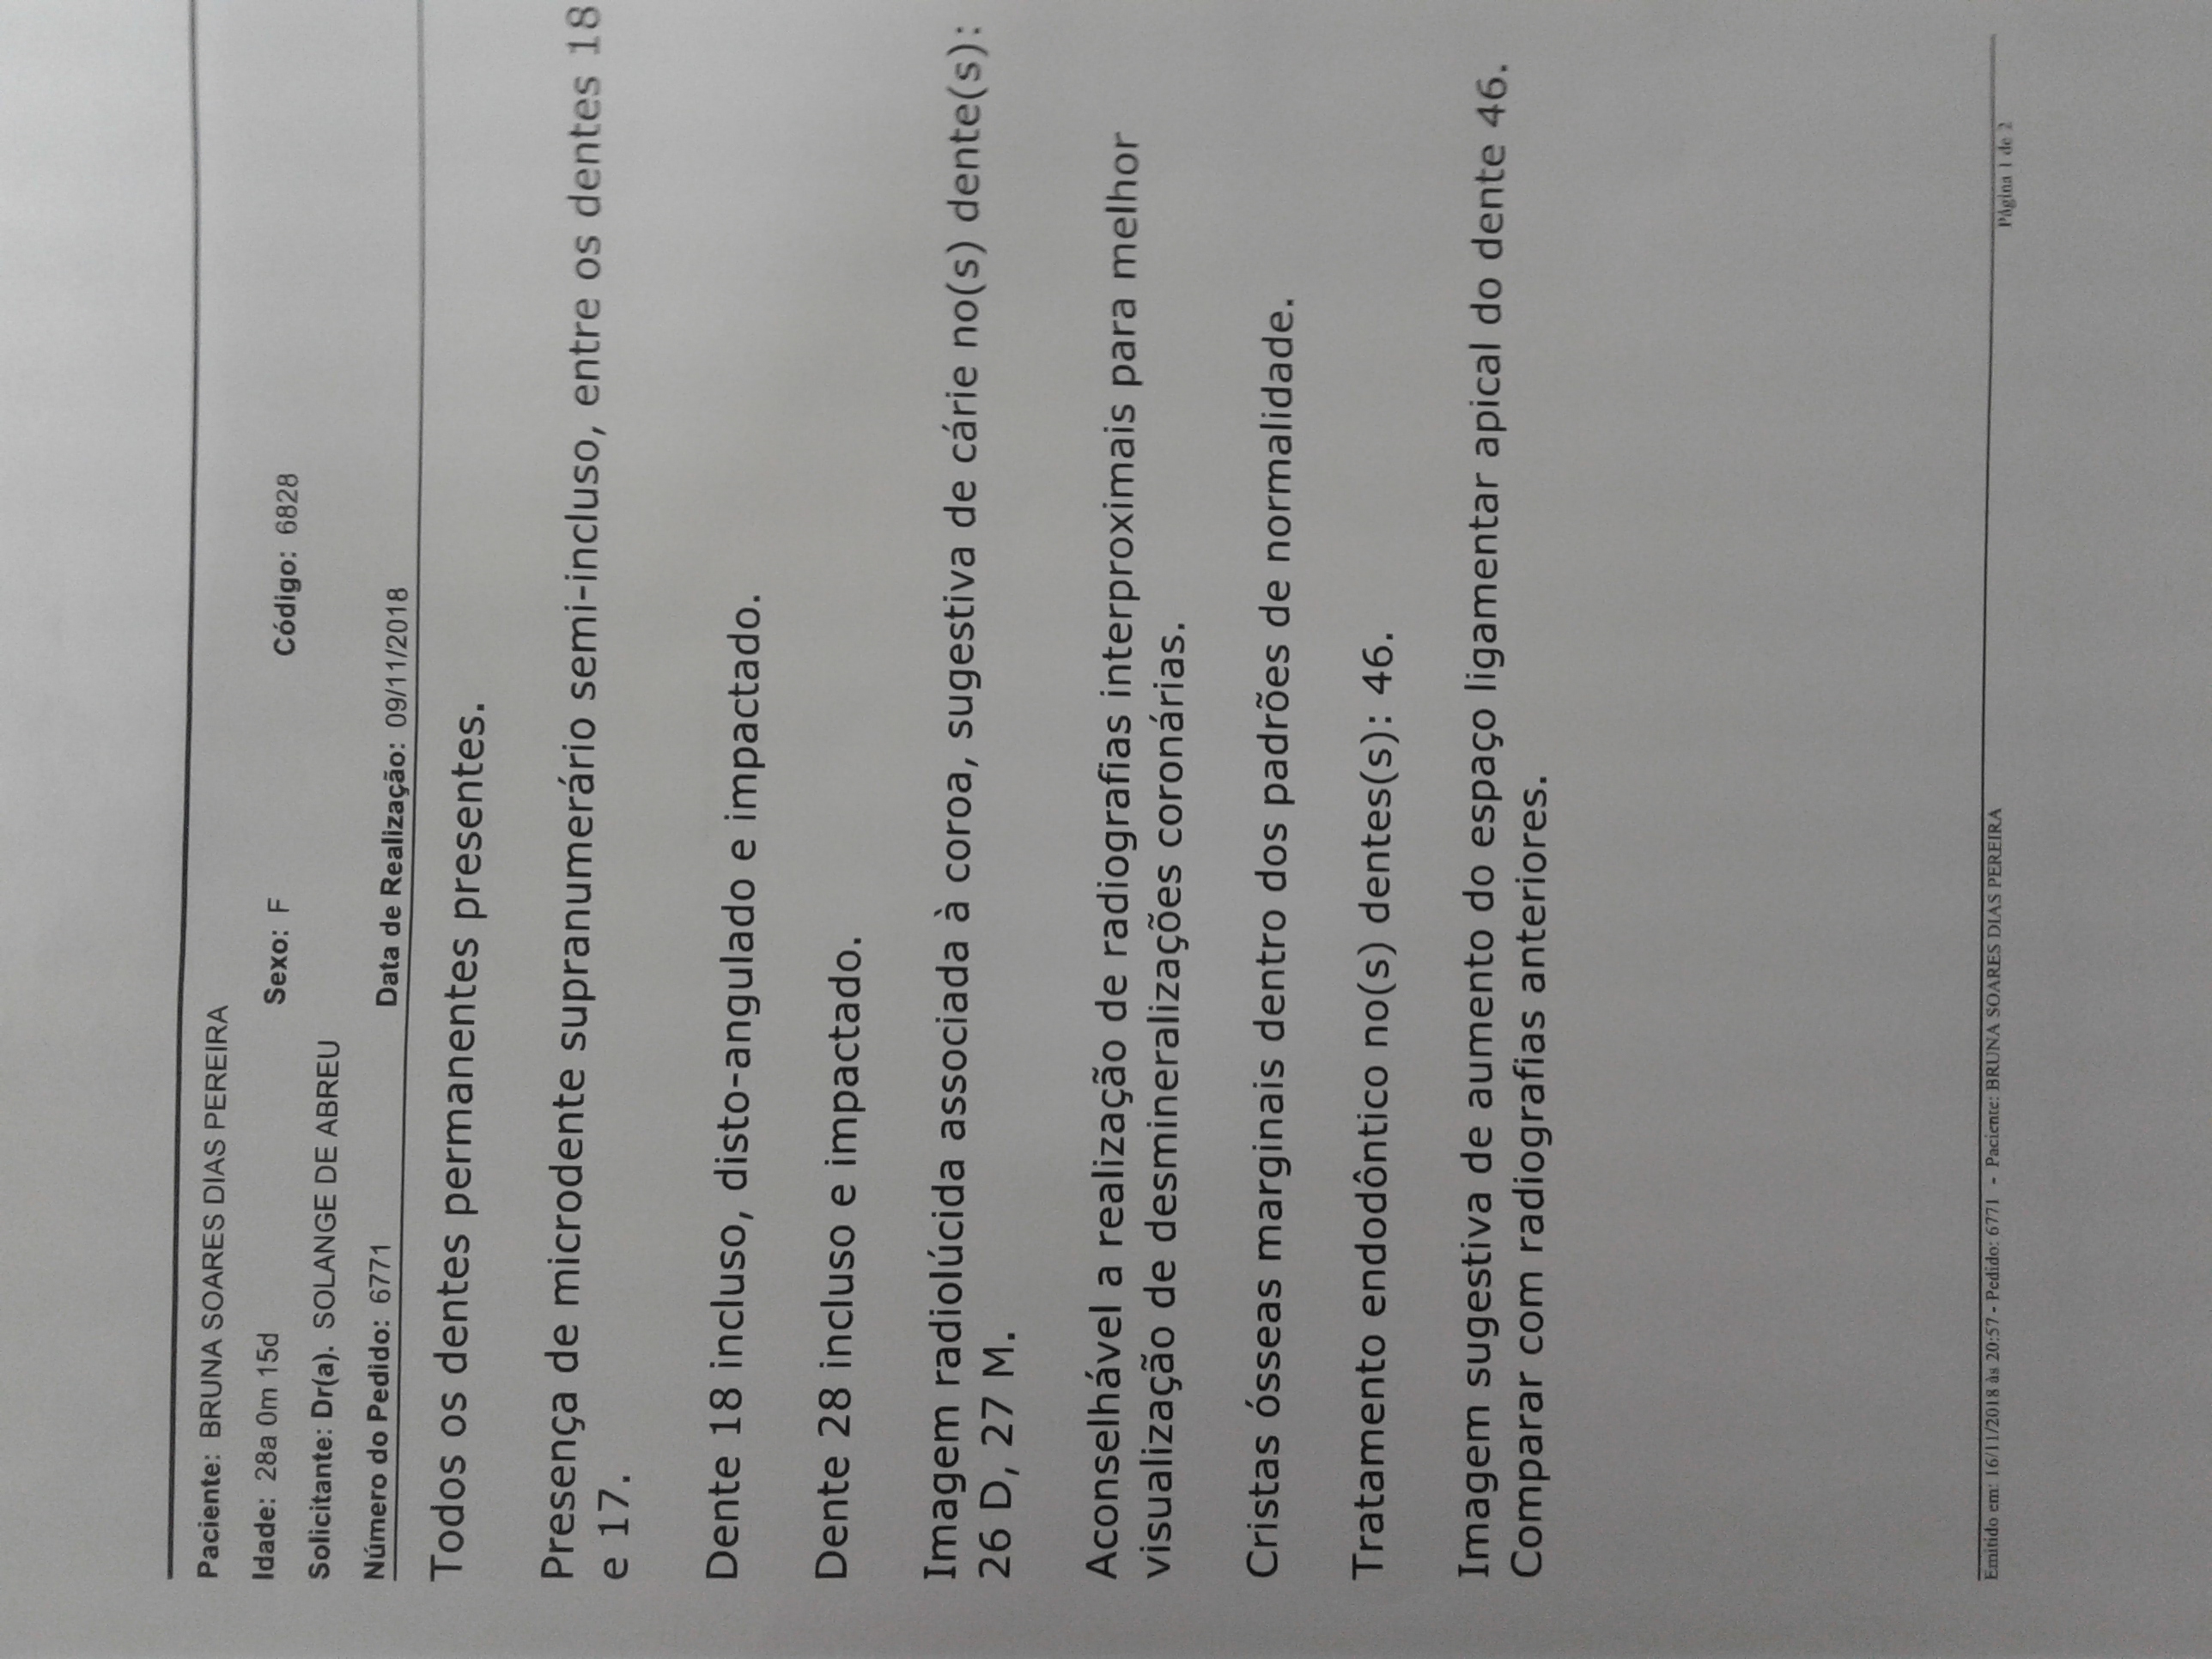 Paciente: BRUNA SOARES DIAS PEREIRA
Idade: 28a 0m 15d Sexo: F Código: 6828
Solicitante: Dr(a). SOLANGE DE ABREU
Número do Pedido: 6771 Data de Realização: 09/11/2018
Todos os dentes permanentes presentes.
Presença de microdente supranumerário semi-incluso, entre os dentes 18
e 17.
Dente 18 incluso, disto-angulado e impactado.
Dente 28 incluso e impactado.
Imagem radiolúcida associada à coroa, sugestiva de cárie no(s) dente(s):
26 D, 27 M.
Aconselhável a realização de radiografias interproximais para melhor
visualização de desmineralizações coronárias.
Cristas ósseas marginais dentro dos padrões de normalidade.
Tratamento endodôntico no(s) dentes(s): 46.
Imagem sugestiva de aumento do espaço ligamentar apical do dente 46.
Comparar com radiografias anteriores.
Emitido em: 16/11/2018 às 20:57 - Pedido: 6771 - Paciente: BRUNA SOARES DIAS PEREIRA
Página 1 de 2